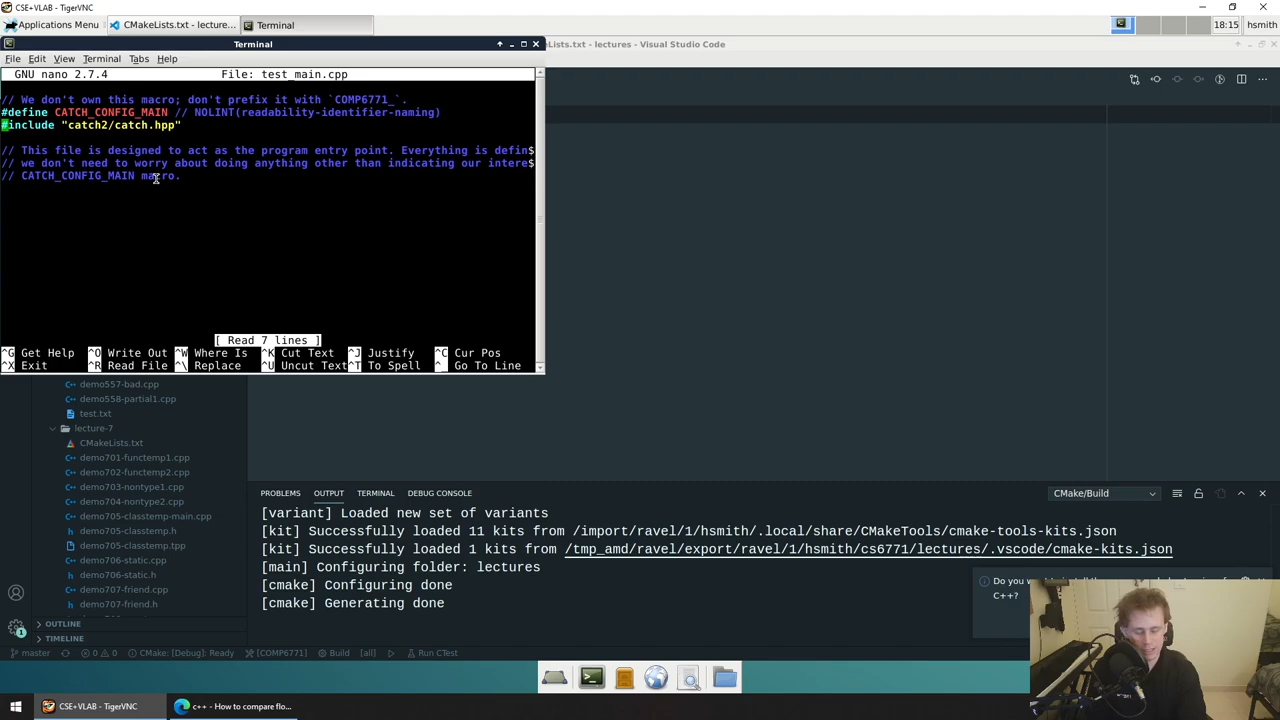 CSE+VLAB - TigerVNC
Applications Menu
CMakeLists.txt - lecture...
Terminal
18:15
hsmith
Terminal
Lists.txt - lectures - Visual Studio Code
File Edit View Terminal Tabs Help
GNU nano 2.7.4 File: test_main.cpp
// We don't own this macro; don't prefix it with `COMP6771_`.
#define CATCH_CONFIG_MAIN // NOLINT(readability-identifier-naming)
#include "catch2/catch.hpp"
// This file is designed to act as the program entry point. Everything is defin$
// we don't need to worry about doing anything other than indicating our intere$
// CATCH_CONFIG_MAIN macro.
[ Read 7 lines ]
^G Get Help ^O Write Out ^W Where Is ^K Cut Text ^J Justify ^C Cur Pos
^X Exit ^R Read File ^\ Replace ^U Uncut Text ^T To Spell ^_ Go To Line
demo557-bad.cpp
demo558-partial1.cpp
test.txt
lecture-7
CMakeLists.txt
demo701-functemp1.cpp
demo702-functemp2.cpp
demo703-nontype1.cpp
demo704-nontype2.cpp
demo705-classtemp-main.cpp
demo705-classtemp.h
demo705-classtemp.tpp
demo706-static.cpp
demo706-static.h
demo707-friend.cpp
demo707-friend.h
OUTLINE
TIMELINE
PROBLEMS OUTPUT TERMINAL DEBUG CONSOLE
CMake/Build
[variant] Loaded new set of variants
[kit] Successfully loaded 11 kits from /import/ravel/1/hsmith/.local/share/CMakeTools/cmake-tools-kits.json
[kit] Successfully loaded 1 kits from /tmp_amd/ravel/export/ravel/1/hsmith/cs6771/lectures/.vscode/cmake-kits.json
[main] Configuring folder: lectures
[cmake] Configuring done
[cmake] Generating done
C++?
1
master 0 0 CMake: [Debug]: Ready [COMP6771] Build [all] Run CTest
CSE+VLAB - TigerVNC
c++ - How to compare flo...